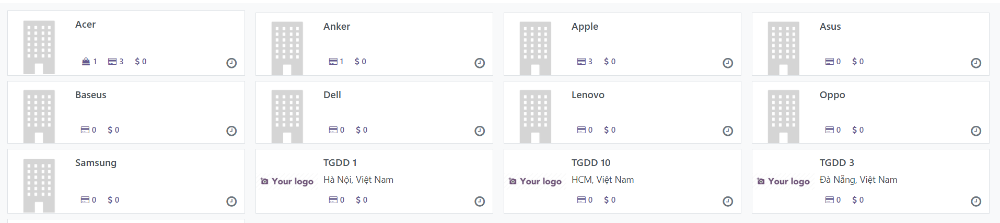 Acer
1 3 $ 0
Anker
1 $ 0
Apple
3 $ 0
Asus
0 $ 0
Baseus
0 $ 0
Dell
0 $ 0
Lenovo
0 $ 0
Oppo
0 $ 0
Samsung
0 $ 0
TGDD 1
Your logo
Hà Nội, Việt Nam
0 $ 0
TGDD 10
Your logo
HCM, Việt Nam
0 $ 0
TGDD 3
Your logo
Đà Nẵng, Việt Nam
0 $ 0